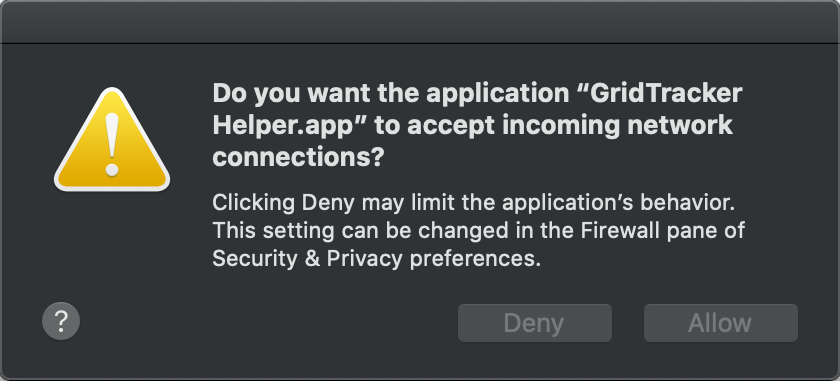 Do you want the application “GridTracker
Helper.app” to accept incoming network
connections?
Clicking Deny may limit the application’s behavior.
This setting can be changed in the Firewall pane of
Security & Privacy preferences.
?
Deny
Allow